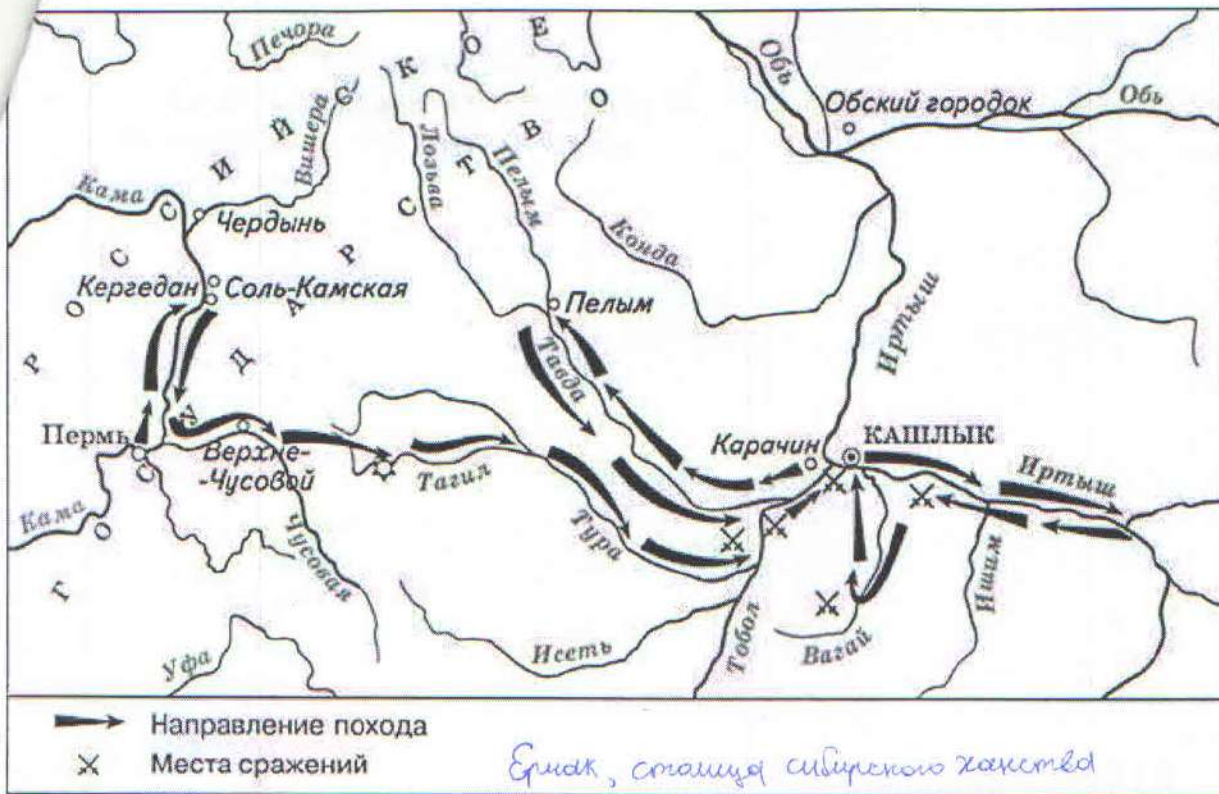 Печора
К О Е
Обь
Обский городок
Обь
И Й С
Вишера
Т В О
Лозьва
Пелым
Кама
С
Чердынь
С
Конда
Кергедан
Соль-Камская
О С
А Р
Пелым
Иртыш
Р
Д
Тавда
У
Пермь
Верхне-
-Чусовой
Тагил
Карачин
КАШЛЫК
Иртыш
С
Кама
О
Чусовая
Тура
Г
Тобол
Вагай
Ишим
Уфа
Исеть
Направление похода
Места сражений
Ермак, столица сибирского ханства